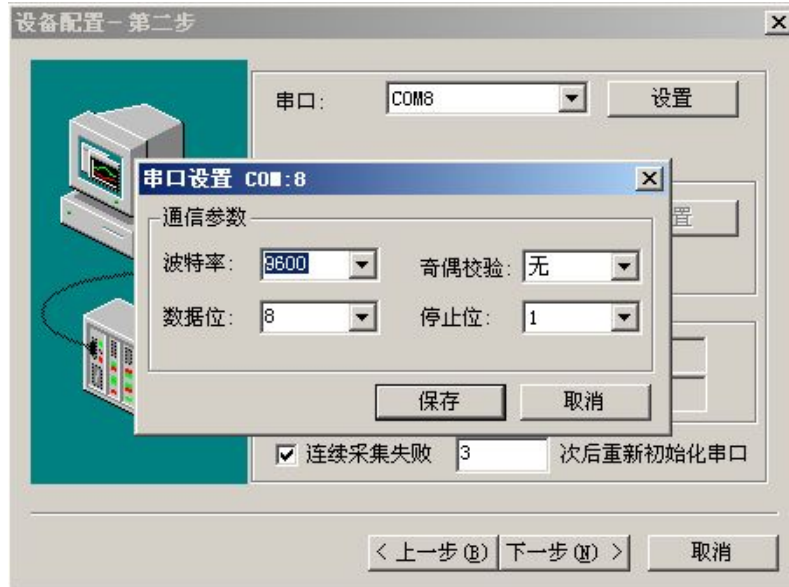 设备配置－第二步
串口: COM8 设置
串口设置 COM:8
置
通信参数
波特率: 9600 奇偶校验: 无
数据位: 8 停止位: 1
保存 取消
连续采集失败 3 次后重新初始化串口
< 上一步(B) 下一步(N) > 取消